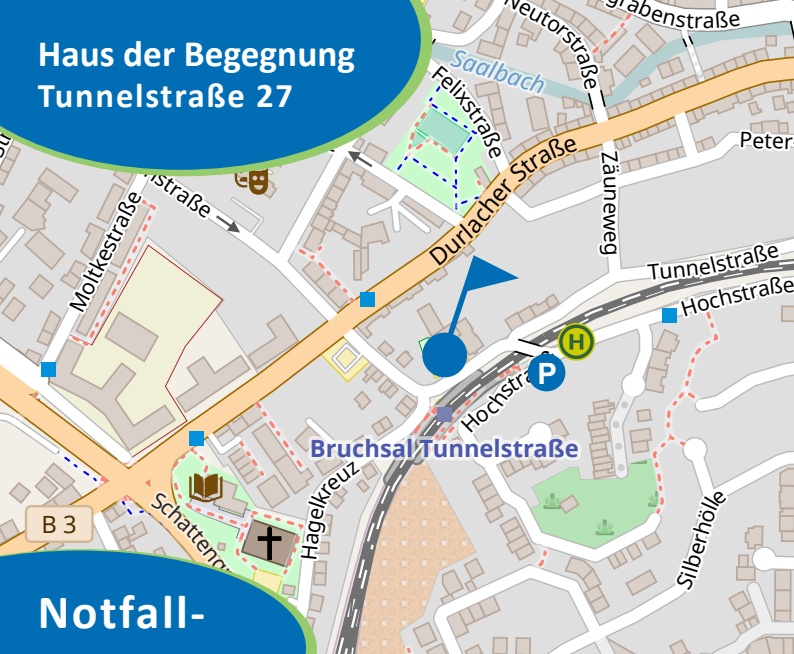 Haus der Begegnung
Tunnelstraße 27
Neutorstraße
grabenstraße
Saalbach
Felixstraße
Peter-
Durlacher Straße
Zäuneweg
straße
Moltkestraße
Tunnelstraße
Hochstraße
H
P
Hochstraße
Bruchsal Tunnelstraße
Hagelkreuz
B 3
Silberhölle
Notfall-